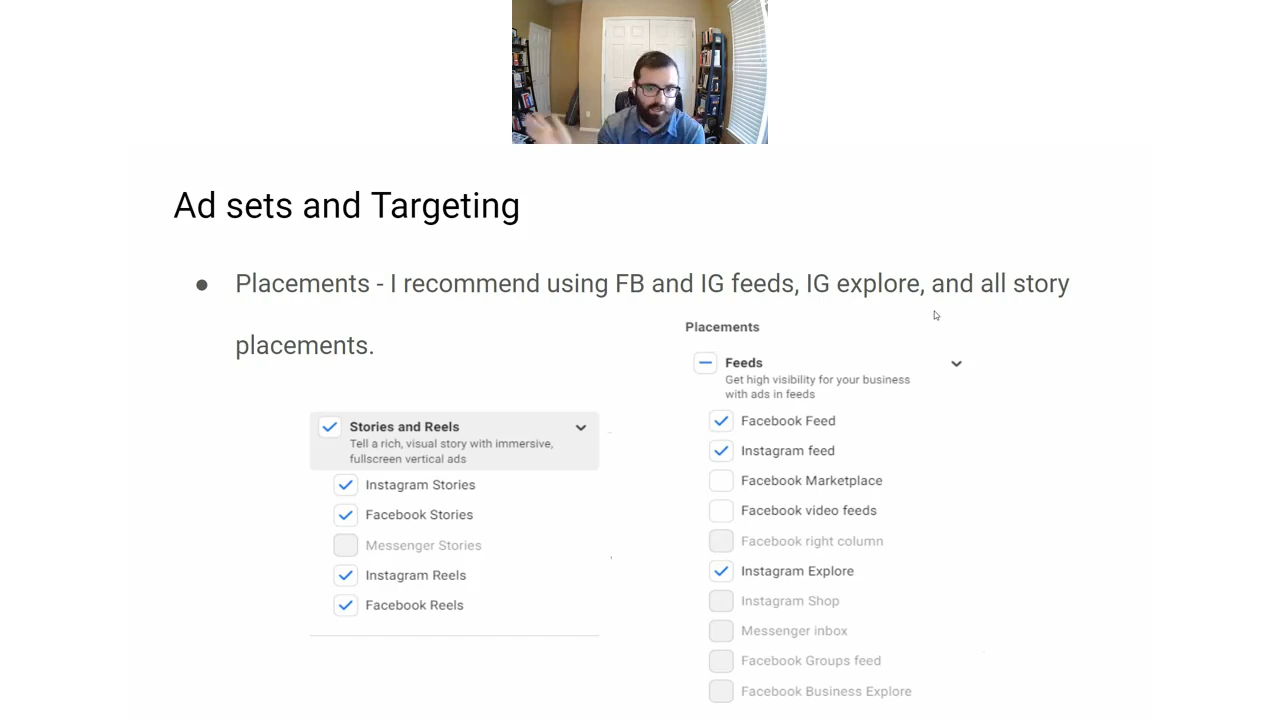 Ad sets and Targeting
● Placements - I recommend using FB and IG feeds, IG explore, and all story
placements.
Stories and Reels
Tell a rich, visual story with immersive,
fullscreen vertical ads
Instagram Stories
Facebook Stories
Messenger Stories
Instagram Reels
Facebook Reels
Placements
Feeds
Get high visibility for your business
with ads in feeds
Facebook Feed
Instagram feed
Facebook Marketplace
Facebook video feeds
Facebook right column
Instagram Explore
Instagram Shop
Messenger inbox
Facebook Groups feed
Facebook Business Explore